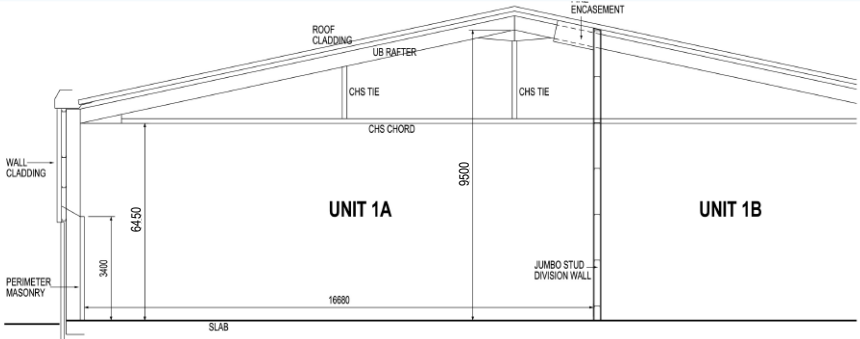 ENCASEMENT
ROOF
CLADDING
UB RAFTER
CHS TIE
CHS TIE
CHS CHORD
WALL
CLADDING
9500
6450
UNIT 1A
UNIT 1B
3400
JUMBO STUD
DIVISION WALL
PERIMETER
MASONRY
16680
SLAB